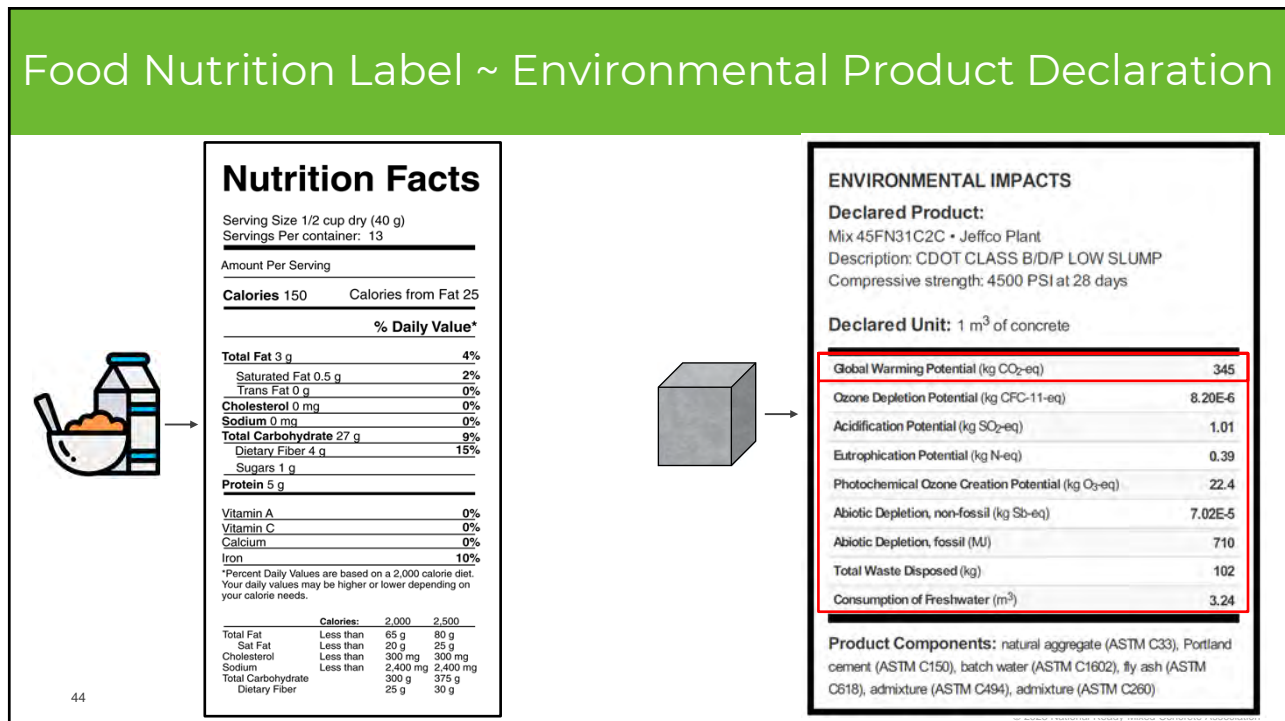 Food Nutrition Label ~ Environmental Product Declaration
Nutrition Facts
Serving Size 1/2 cup dry (40 g)
Servings Per container: 13
Amount Per Serving
Calories 150 Calories from Fat 25
% Daily Value*
Total Fat 3 g 4%
Saturated Fat 0.5 g 2%
Trans Fat 0 g 0%
Cholesterol 0 mg 0%
Sodium 0 mg 0%
Total Carbohydrate 27 g 9%
Dietary Fiber 4 g 15%
Sugars 1 g
Protein 5 g
Vitamin A 0%
Vitamin C 0%
Calcium 0%
Iron 10%
*Percent Daily Values are based on a 2,000 calorie diet.
Your daily values may be higher or lower depending on
your calorie needs.
Calories: 2,000 2,500
Total Fat Less than 65 g 80 g
Sat Fat Less than 20 g 25 g
Cholesterol Less than 300 mg 300 mg
Sodium Less than 2,400 mg 2,400 mg
Total Carbohydrate 300 g 375 g
Dietary Fiber 25 g 30 g
ENVIRONMENTAL IMPACTS
Declared Product:
Mix 45FN31C2C • Jeffco Plant
Description: CDOT CLASS B/D/P LOW SLUMP
Compressive strength: 4500 PSI at 28 days
Declared Unit: 1 m³ of concrete
Global Warming Potential (kg CO₂-eq) 345
Ozone Depletion Potential (kg CFC-11-eq) 8.20E-6
Acidification Potential (kg SO₂-eq) 1.01
Eutrophication Potential (kg N-eq) 0.39
Photochemical Ozone Creation Potential (kg O₃-eq) 22.4
Abiotic Depletion, non-fossil (kg Sb-eq) 7.02E-5
Abiotic Depletion, fossil (MJ) 710
Total Waste Disposed (kg) 102
Consumption of Freshwater (m³) 3.24
Product Components: natural aggregate (ASTM C33), Portland
cement (ASTM C150), batch water (ASTM C1602), fly ash (ASTM
C618), admixture (ASTM C494), admixture (ASTM C260)
44